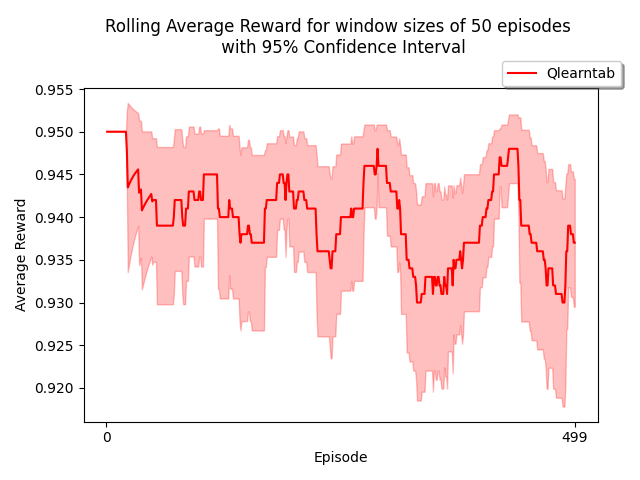 Rolling Average Reward for window sizes of 50 episodes
with 95% Confidence Interval
Qlearntab
0.955
0.950
0.945
0.940
0.935
0.930
0.925
0.920
Average Reward
0
499
Episode